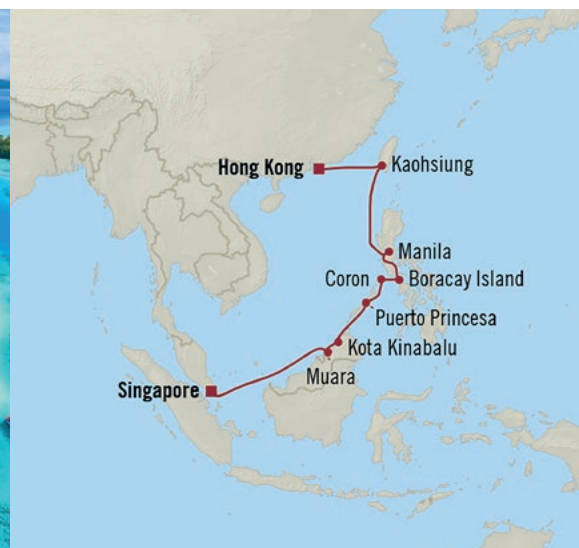 Hong Kong
Kaohsiung
Manila
Coron
Boracay Island
Puerto Princesa
Kota Kinabalu
Muara
Singapore